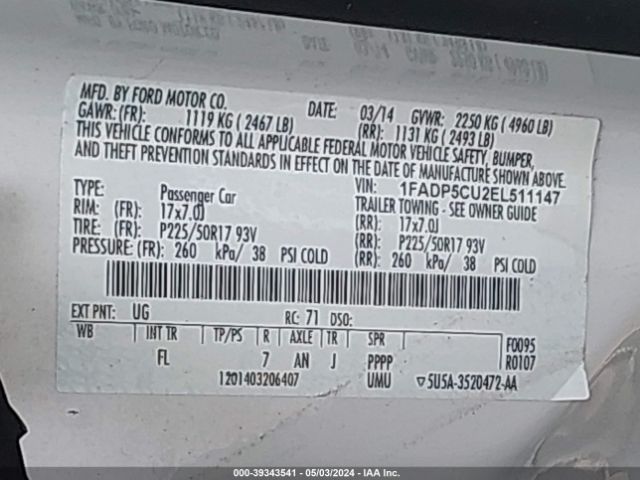 MFD. BY FORD MOTOR CO.
DATE: 03/14 GVWR: 2250 KG ( 4960 LB)
GAWR: (FR): 1119 KG ( 2467 LB) (RR): 1131 KG ( 2493 LB)
THIS VEHICLE CONFORMS TO ALL APPLICABLE FEDERAL MOTOR VEHICLE SAFETY, BUMPER,
AND THEFT PREVENTION STANDARDS IN EFFECT ON THE DATE OF MANUFACTURE SHOWN ABOVE.
VIN: 1FADP5CU2EL511147
TYPE: Passenger Car TRAILER TOWING - SEE OWNER GUIDE
RIM: (FR): 17x7.0J (RR): 17x7.0J
TIRE: (FR): P225/50R17 93V (RR): P225/50R17 93V
PRESSURE: (FR): 260 kPa/ 38 PSI COLD (RR): 260 kPa/ 38 PSI COLD
EXT PNT: UG RC: 71 DSO:
WB INT TR TP/PS R AXLE TR SPR F0095
FL 7 AN J PPPP R0107
1201403206407 UMU ▽5U5A-3520472-AA
000-39343541 - 05/03/2024 - IAA Inc.